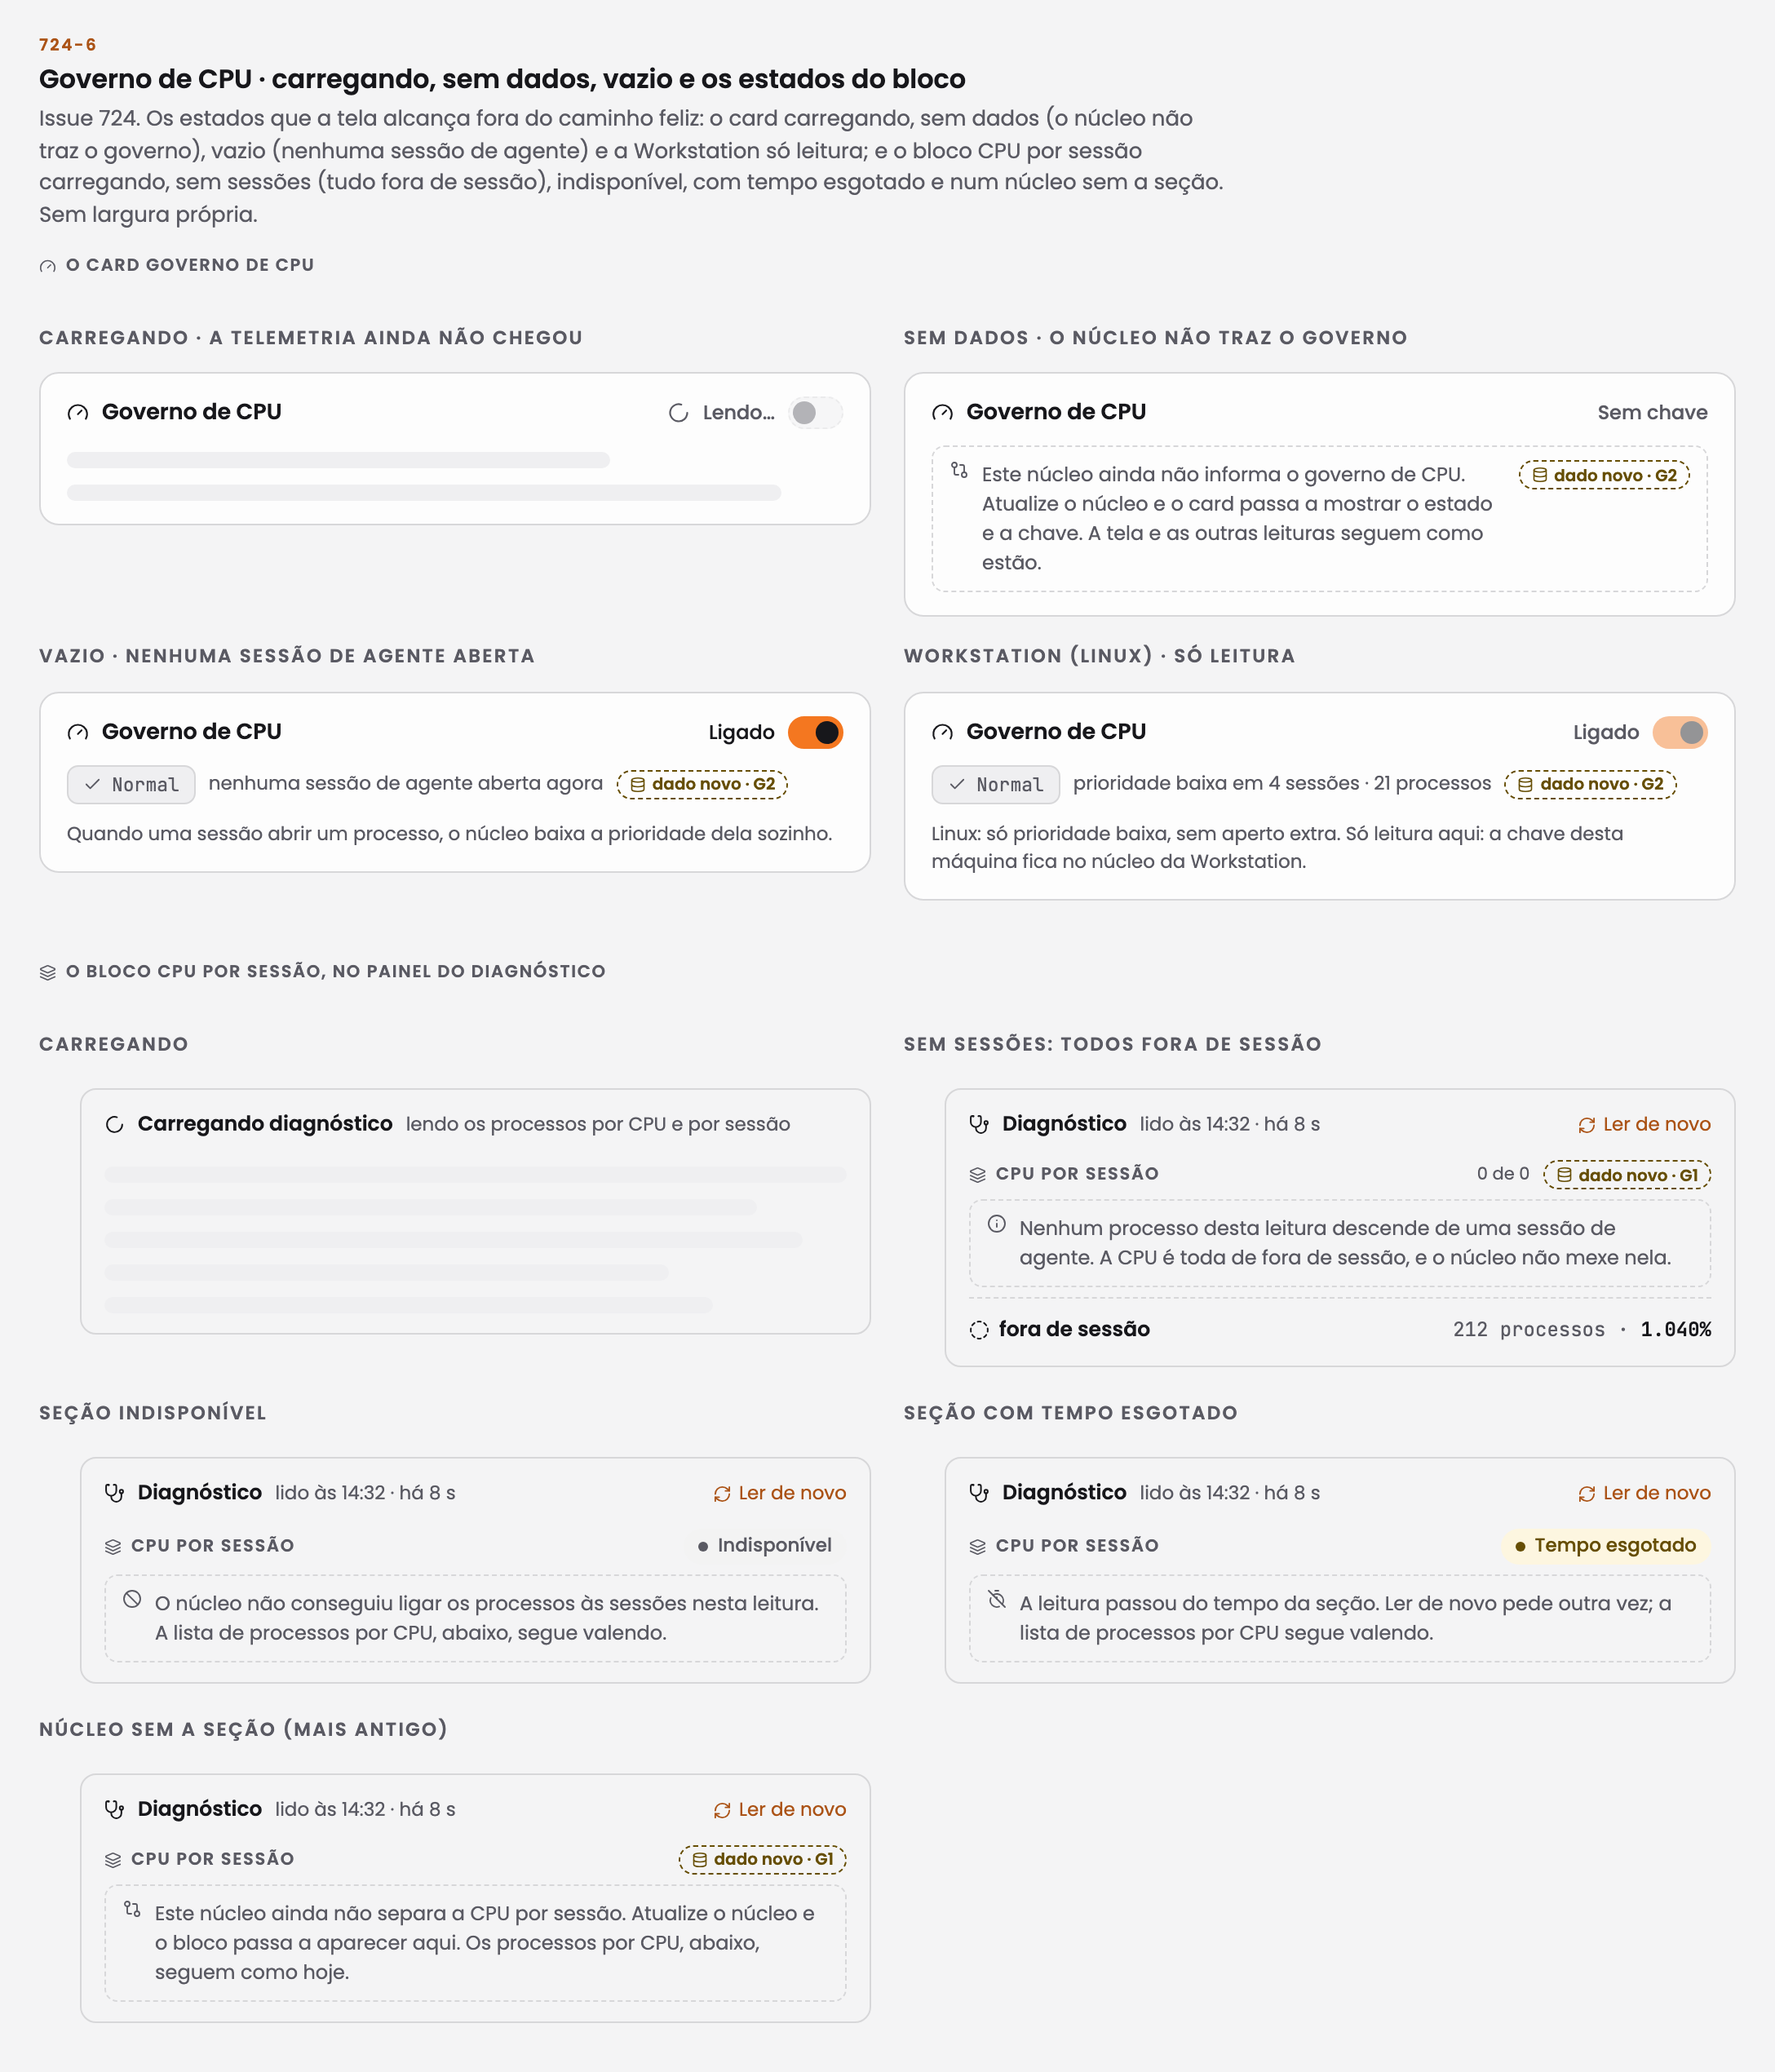 724-6
Governo de CPU · carregando, sem dados, vazio e os estados do bloco
Issue 724. Os estados que a tela alcança fora do caminho feliz: o card carregando, sem dados (o núcleo não
traz o governo), vazio (nenhuma sessão de agente) e a Workstation só leitura; e o bloco CPU por sessão
carregando, sem sessões (tudo fora de sessão), indisponível, com tempo esgotado e num núcleo sem a seção.
Sem largura própria.
O CARD GOVERNO DE CPU
CARREGANDO · A TELEMETRIA AINDA NÃO CHEGOU
Governo de CPU
Lendo...
SEM DADOS · O NÚCLEO NÃO TRAZ O GOVERNO
Governo de CPU
Sem chave
Este núcleo ainda não informa o governo de CPU.
dado novo · G2
Atualize o núcleo e o card passa a mostrar o estado
e a chave. A tela e as outras leituras seguem como
estão.
VAZIO · NENHUMA SESSÃO DE AGENTE ABERTA
Governo de CPU
Ligado
Normal
nenhuma sessão de agente aberta agora
dado novo · G2
Quando uma sessão abrir um processo, o núcleo baixa a prioridade dela sozinho.
WORKSTATION (LINUX) · SÓ LEITURA
Governo de CPU
Ligado
Normal
prioridade baixa em 4 sessões · 21 processos
dado novo · G2
Linux: só prioridade baixa, sem aperto extra. Só leitura aqui: a chave desta
máquina fica no núcleo da Workstation.
O BLOCO CPU POR SESSÃO, NO PAINEL DO DIAGNÓSTICO
CARREGANDO
Carregando diagnóstico
lendo os processos por CPU e por sessão
SEM SESSÕES: TODOS FORA DE SESSÃO
Diagnóstico
lido às 14:32 · há 8 s
Ler de novo
CPU POR SESSÃO
0 de 0
dado novo · G1
Nenhum processo desta leitura descende de uma sessão de
agente. A CPU é toda de fora de sessão, e o núcleo não mexe nela.
fora de sessão
212 processos · 1.040%
SEÇÃO INDISPONÍVEL
Diagnóstico
lido às 14:32 · há 8 s
Ler de novo
CPU POR SESSÃO
Indisponível
O núcleo não conseguiu ligar os processos às sessões nesta leitura.
A lista de processos por CPU, abaixo, segue valendo.
SEÇÃO COM TEMPO ESGOTADO
Diagnóstico
lido às 14:32 · há 8 s
Ler de novo
CPU POR SESSÃO
Tempo esgotado
A leitura passou do tempo da seção. Ler de novo pede outra vez; a
lista de processos por CPU segue valendo.
NÚCLEO SEM A SEÇÃO (MAIS ANTIGO)
Diagnóstico
lido às 14:32 · há 8 s
Ler de novo
CPU POR SESSÃO
dado novo · G1
Este núcleo ainda não separa a CPU por sessão. Atualize o núcleo e
o bloco passa a aparecer aqui. Os processos por CPU, abaixo,
seguem como hoje.